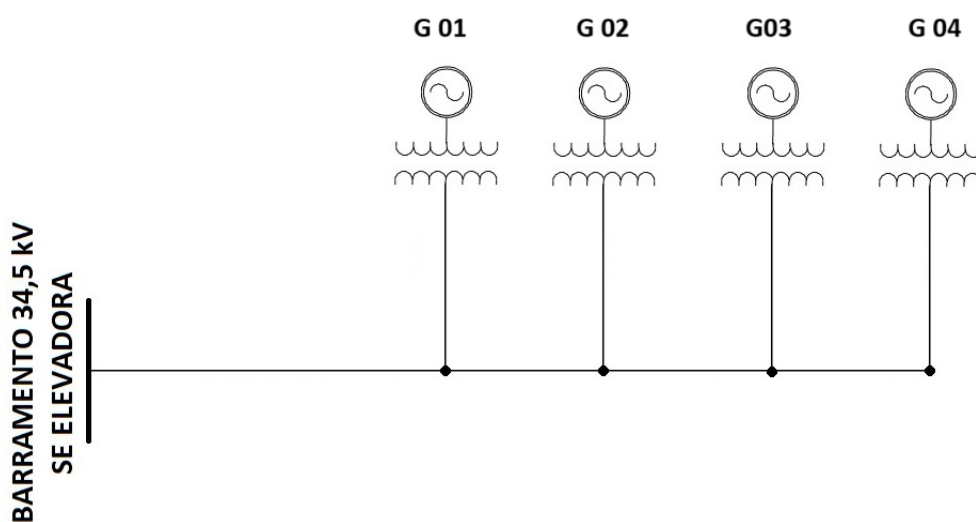 G 01
G 02
G03
G 04
BARRAMENTO 34,5 kV
SE ELEVADORA